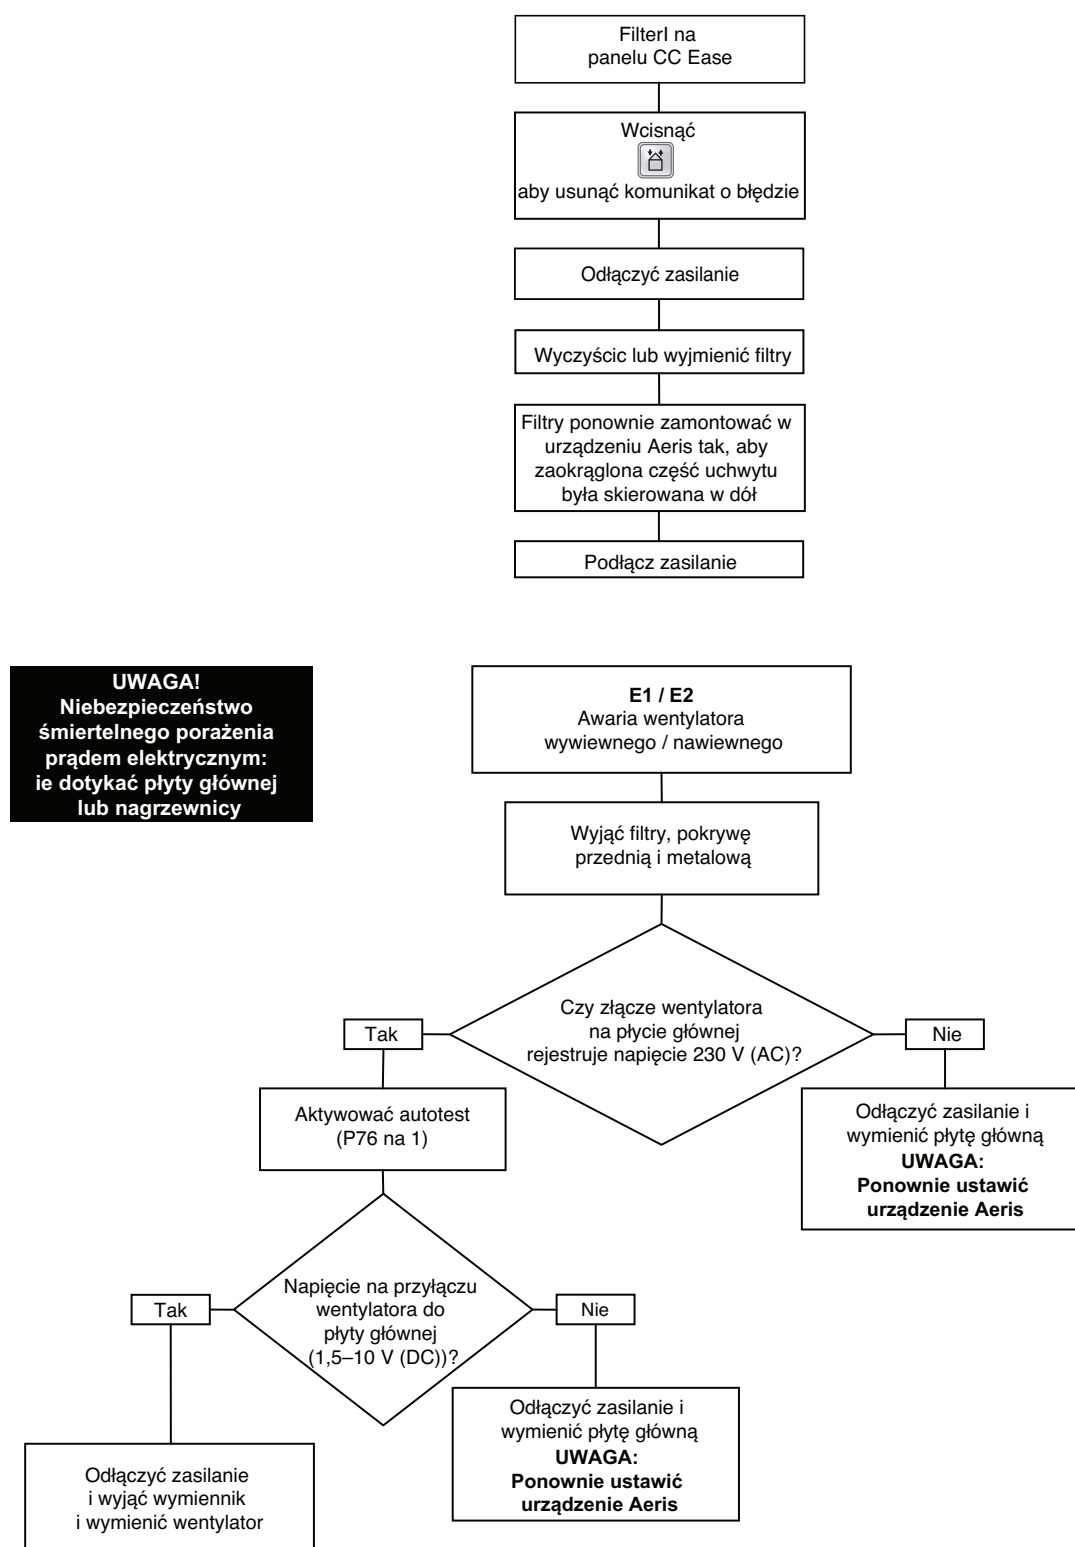 FilterI na
panelu CC Ease
Wcisnąć
aby usunąć komunikat o błędzie
Odłączyć zasilanie
Wyczyścic lub wyjmienić filtry
Filtry ponownie zamontować w
urządzeniu Aeris tak, aby
zaokrąglona część uchwytu
była skierowana w dół
Podłącz zasilanie
UWAGA!
Niebezpieczeństwo
śmiertelnego porażenia
prądem elektrycznym:
ie dotykać płyty głównej
lub nagrzewnicy
E1 / E2
Awaria wentylatora
wywiewnego / nawiewnego
Wyjąć filtry, pokrywę
przednią i metalową
Czy złącze wentylatora
na płycie głównej
rejestruje napięcie 230 V (AC)?
Tak
Nie
Aktywować autotest
(P76 na 1)
Odłączyć zasilanie i
wymienić płytę główną
UWAGA:
Ponownie ustawić
urządzenie Aeris
Napięcie na przyłączu
wentylatora do
płyty głównej
(1,5–10 V (DC))?
Tak
Nie
Odłączyć zasilanie i
wymienić płytę główną
UWAGA:
Ponownie ustawić
urządzenie Aeris
Odłączyć zasilanie
i wyjąć wymiennik
i wymienić wentylator